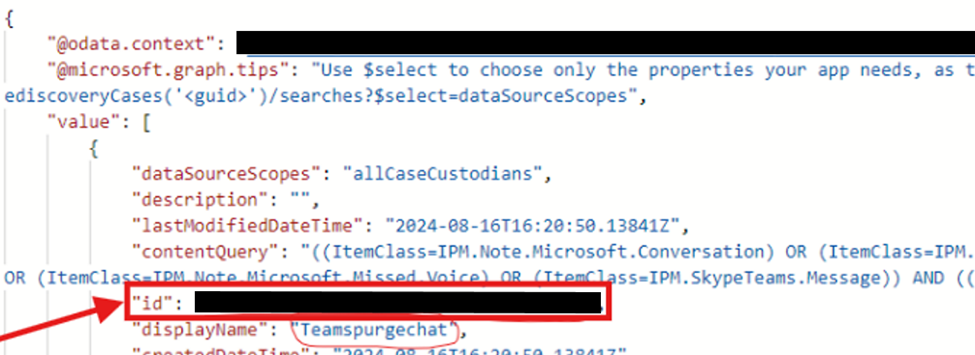 {
"@odata.context":
"@microsoft.graph.tips": "Use $select to choose only the properties your app needs, as t
ediscoveryCases('<guid>')/searches?$select=dataSourceScopes",
"value": [
{
"dataSourceScopes": "allCaseCustodians",
"description": "",
"lastModifiedDateTime": "2024-08-16T16:20:50.13841Z",
"contentQuery": "((ItemClass=IPM.Note.Microsoft.Conversation) OR (ItemClass=IPM.
OR (ItemClass=IPM.Note.Microsoft.Missed.Voice) OR (ItemClass=IPM.SkypeTeams.Message)) AND ((
"id":
"displayName": "Teamspurgechat",
"createdDateTime": "2024-08-16T16:20:50